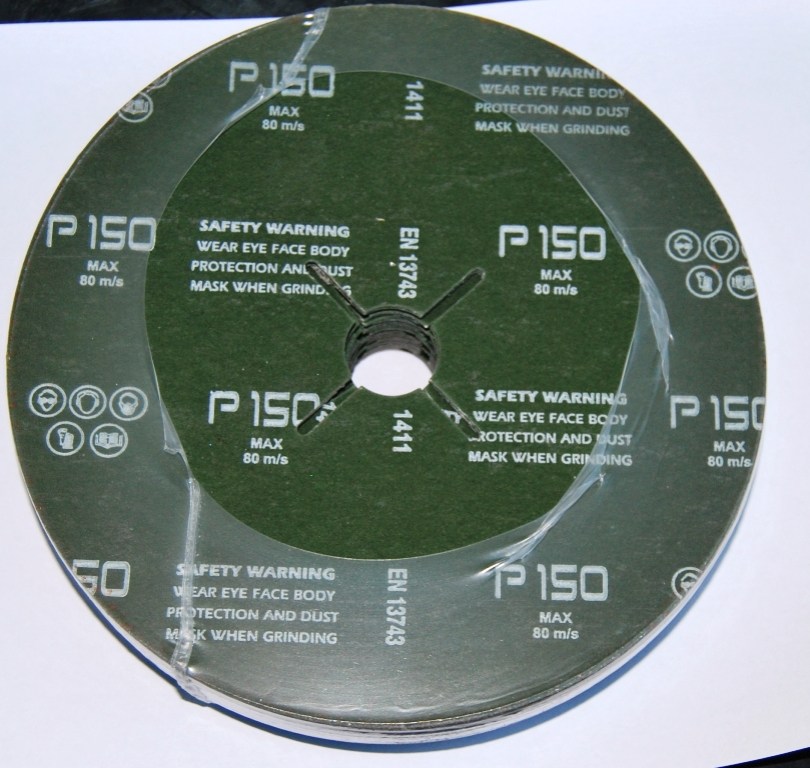 P 150
MAX
80 m/s
1411
SAFETY
WEAR EYE FACE BODY
PROTECTION AND DUST
MASK WHEN GRINDING
P 150
MAX
80 m/s
SAFETY WARNING
WEAR EYE FACE BODY
PROTECTION AND DUST
MASK WHEN GRINDING
EN 13743
P 150
MAX
80 m/s
P 150
MAX
80 m/s
1411
SAFETY WARNING
WEAR EYE FACE BODY
PROTECTION AND DUST
MASK WHEN GRINDING
P 150
MAX
80 m/s
50
SAFETY WARNING
WEAR EYE FACE BODY
PROTECTION AND DUST
MASK WHEN GRINDING
EN 13743
P 150
MAX
80 m/s